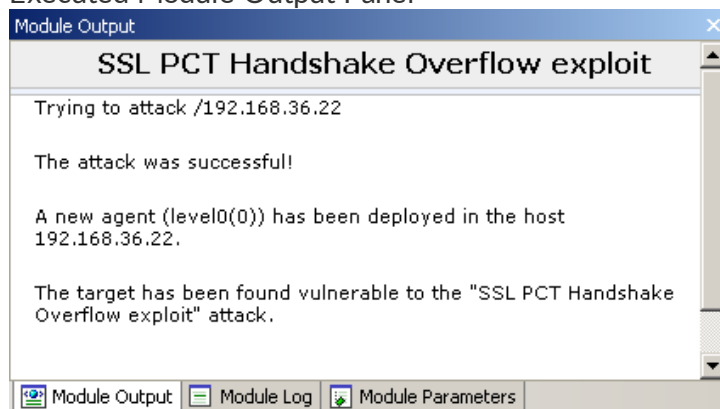 Executed Module Output Panel
Module Output
SSL PCT Handshake Overflow exploit
Trying to attack /192.168.36.22
The attack was successful!
A new agent (level0(0)) has been deployed in the host
192.168.36.22.
The target has been found vulnerable to the "SSL PCT Handshake
Overflow exploit" attack.
Module Output Module Log Module Parameters